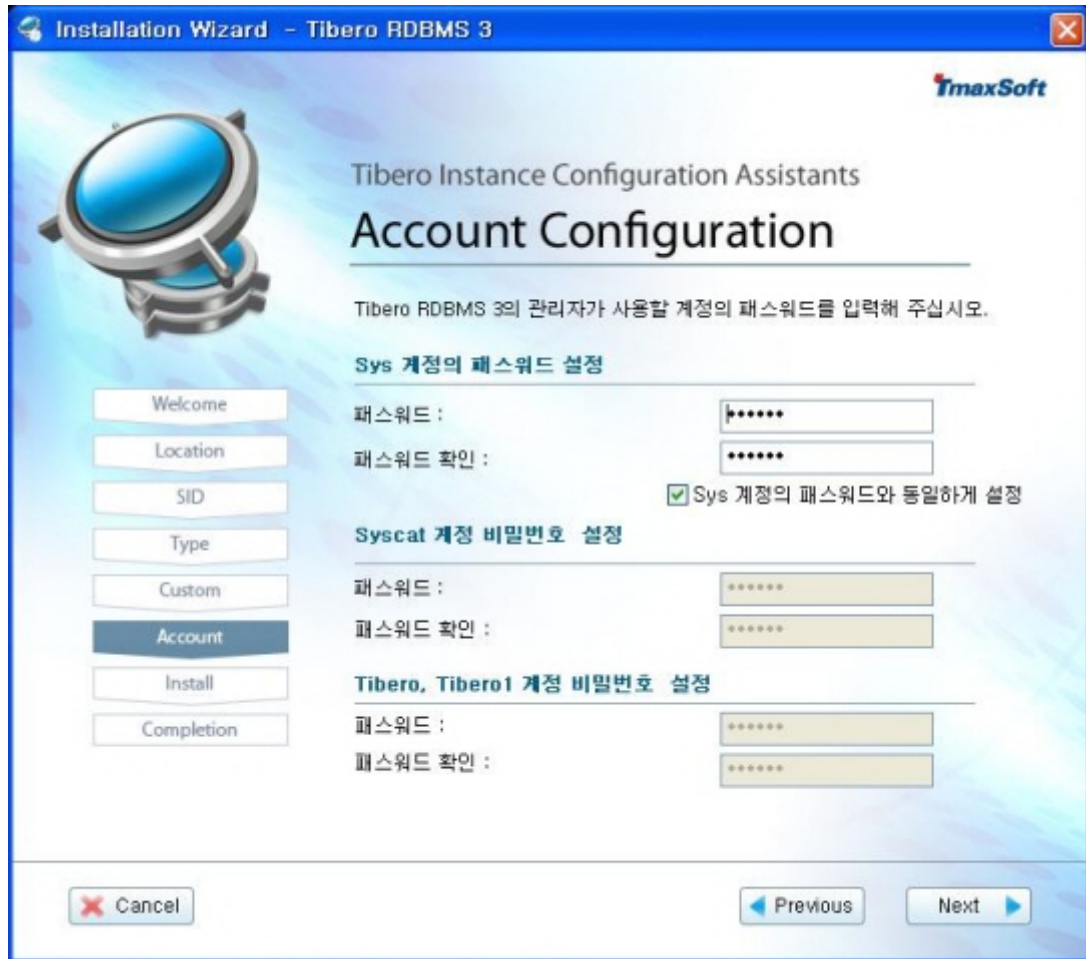 Installation Wizard - Tibero RDBMS 3
TmaxSoft
Tibero Instance Configuration Assistants
Account Configuration
Tibero RDBMS 3의 관리자가 사용할 계정의 패스워드를 입력해 주십시오.
Sys 계정의 패스워드 설정
패스워드 : ••••••
패스워드 확인 : ••••••
Sys 계정의 패스워드와 동일하게 설정
Syscat 계정 비밀번호 설정
패스워드 : ••••••
패스워드 확인 : ••••••
Tibero, Tibero1 계정 비밀번호 설정
패스워드 : ••••••
패스워드 확인 : ••••••
Welcome
Location
SID
Type
Custom
Account
Install
Completion
Cancel
Previous
Next